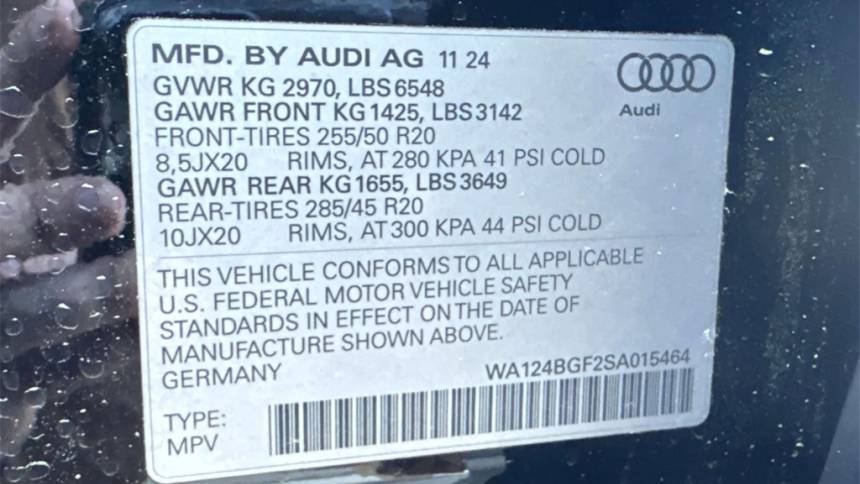 MFD. BY AUDI AG 11 24
GVWR KG 2970, LBS 6548
GAWR FRONT KG 1425, LBS 3142
FRONT-TIRES 255/50 R20
8,5JX20 RIMS, AT 280 KPA 41 PSI COLD
GAWR REAR KG 1655, LBS 3649
REAR-TIRES 285/45 R20
10JX20 RIMS, AT 300 KPA 44 PSI COLD
Audi
THIS VEHICLE CONFORMS TO ALL APPLICABLE
U.S. FEDERAL MOTOR VEHICLE SAFETY
STANDARDS IN EFFECT ON THE DATE OF
MANUFACTURE SHOWN ABOVE.
GERMANY
WA124BGF2SA015464
TYPE:
MPV